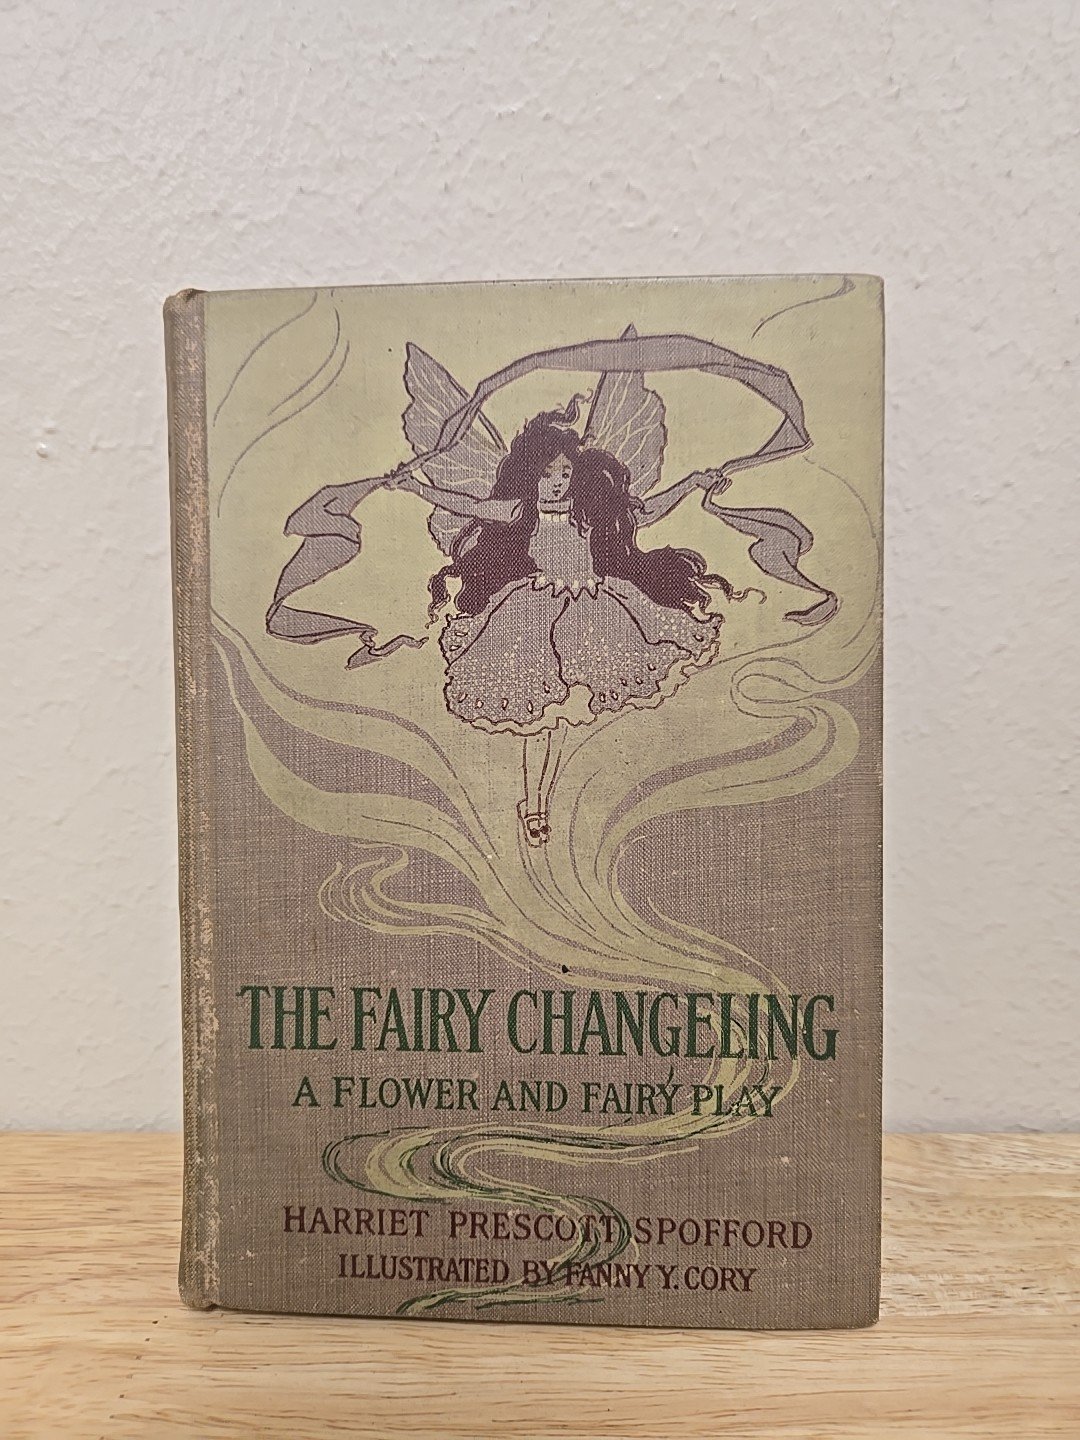 THE FAIRY CHANGELING
A FLOWER AND FAIRY PLAY
HARRIET PRESCOTT SPOFFORD
ILLUSTRATED BY FANNY Y. CORY